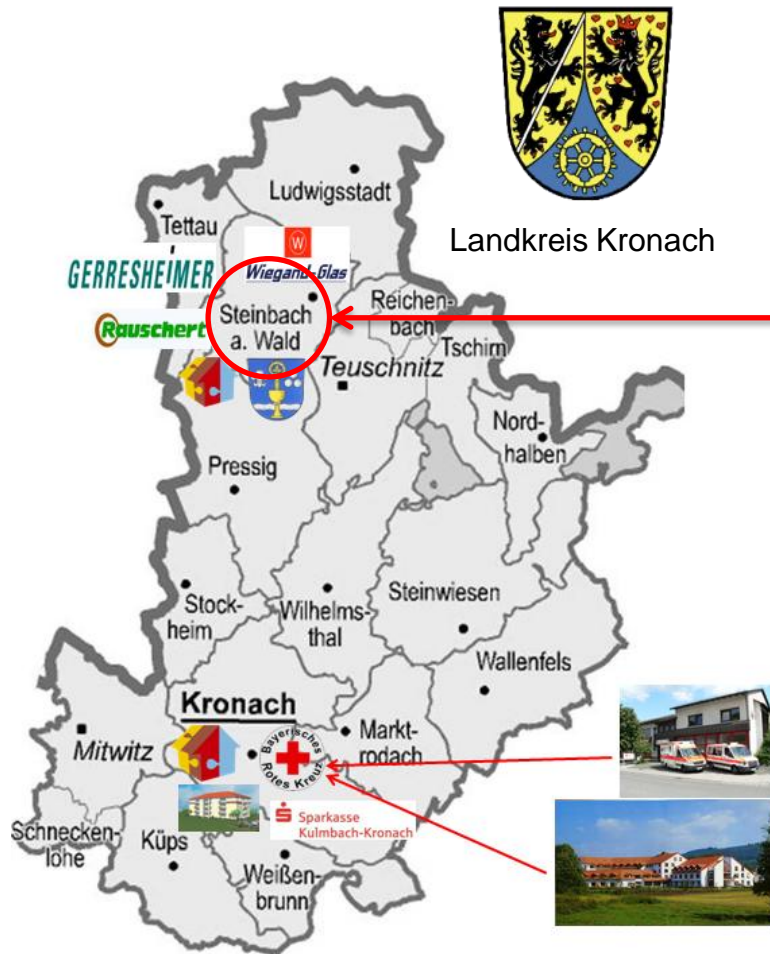 Landkreis Kronach
Ludwigsstadt
Tettau
GERRESHEIMER
W
Wiegand-Glas
Rauschert
Steinbach
a. Wald
Reichen-
bach
Tschirn
Teuschnitz
Nord-
halben
Pressig
Stock-
heim
Wilhelms-
thal
Steinwiesen
Wallenfels
Kronach
Mitwitz
Bayerisches
Rotes Kreuz
Markt-
rodach
Schnecken-
lohe
Küps
Sparkasse
Kulmbach-Kronach
Weißen-
brunn